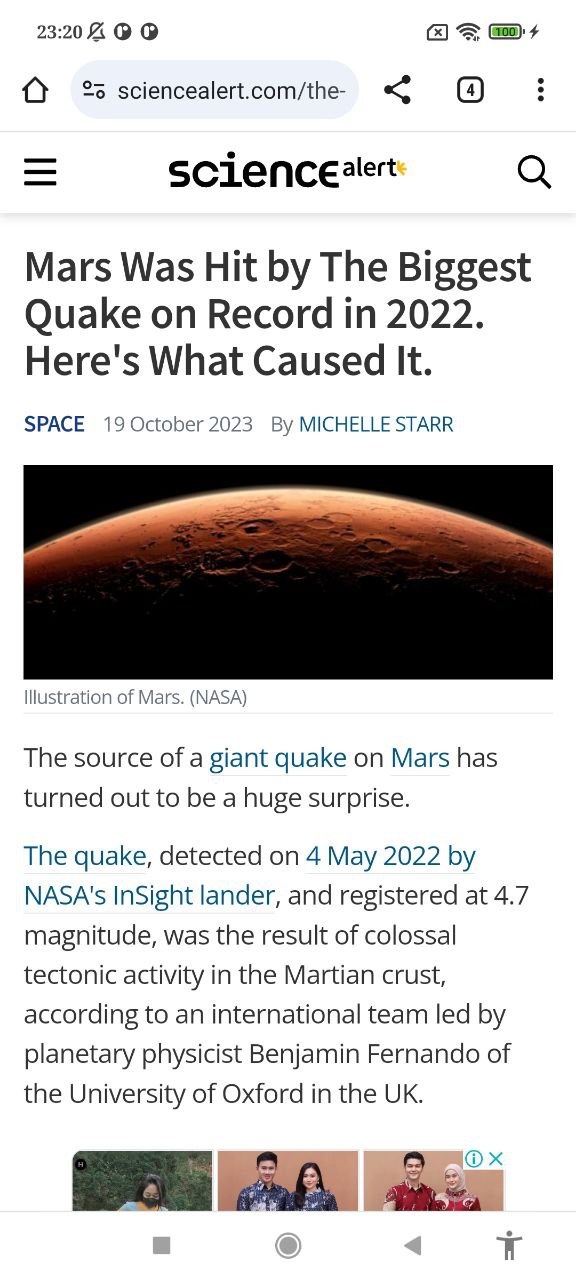 23:20
100
sciencealert.com/the-
4
science alert
Mars Was Hit by The Biggest
Quake on Record in 2022.
Here's What Caused It.
SPACE 19 October 2023 By MICHELLE STARR
Illustration of Mars. (NASA)
The source of a giant quake on Mars has
turned out to be a huge surprise.
The quake, detected on 4 May 2022 by
NASA's InSight lander, and registered at 4.7
magnitude, was the result of colossal
tectonic activity in the Martian crust,
according to an international team led by
planetary physicist Benjamin Fernando of
the University of Oxford in the UK.
H